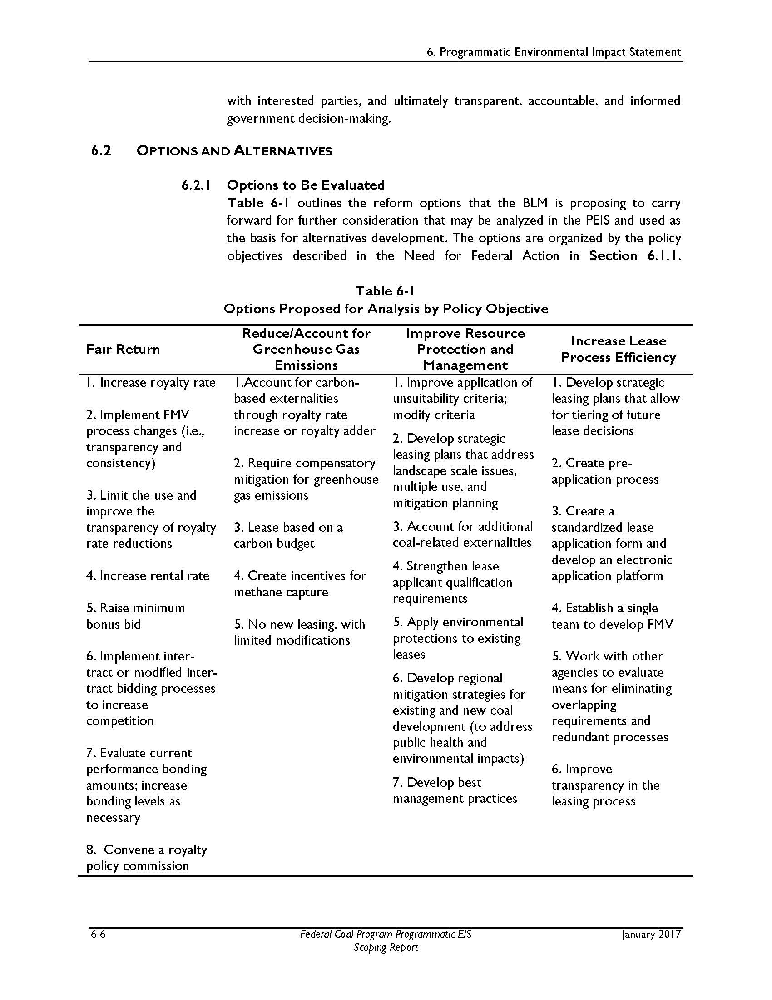 6. Programmatic Environmental Impact Statement
with interested parties, and ultimately transparent, accountable, and informed
government decision-making.
6.2 OPTIONS AND ALTERNATIVES
6.2.1 Options to Be Evaluated
Table 6-1 outlines the reform options that the BLM is proposing to carry
forward for further consideration that may be analyzed in the PEIS and used as
the basis for alternatives development. The options are organized by the policy
objectives described in the Need for Federal Action in Section 6.1.1.
Table 6-1
Options Proposed for Analysis by Policy Objective
Fair Return
1. Increase royalty rate
2. Implement FMV
process changes (i.e.,
transparency and
consistency)
3. Limit the use and
improve the
transparency of royalty
rate reductions
4. Increase rental rate
5. Raise minimum
bonus bid
6. Implement inter-
tract or modified inter-
tract bidding processes
to increase
competition
7. Evaluate current
performance bonding
amounts; increase
bonding levels as
necessary
8. Convene a royalty
policy commission
Reduce/Account for
Greenhouse Gas
Emissions
1.Account for carbon-
based externalities
through royalty rate
increase or royalty adder
2. Require compensatory
mitigation for greenhouse
gas emissions
3. Lease based on a
carbon budget
4. Create incentives for
methane capture
5. No new leasing, with
limited modifications
Improve Resource
Protection and
Management
1. Improve application of
unsuitability criteria;
modify criteria
2. Develop strategic
leasing plans that address
landscape scale issues,
multiple use, and
mitigation planning
3. Account for additional
coal-related externalities
4. Strengthen lease
applicant qualification
requirements
5. Apply environmental
protections to existing
leases
6. Develop regional
mitigation strategies for
existing and new coal
development (to address
public health and
environmental impacts)
7. Develop best
management practices
Increase Lease
Process Efficiency
1. Develop strategic
leasing plans that allow
for tiering of future
lease decisions
2. Create pre-
application process
3. Create a
standardized lease
application form and
develop an electronic
application platform
4. Establish a single
team to develop FMV
5. Work with other
agencies to evaluate
means for eliminating
overlapping
requirements and
redundant processes
6. Improve
transparency in the
leasing process
6-6 Federal Coal Program Programmatic EIS January 2017
Scoping Report